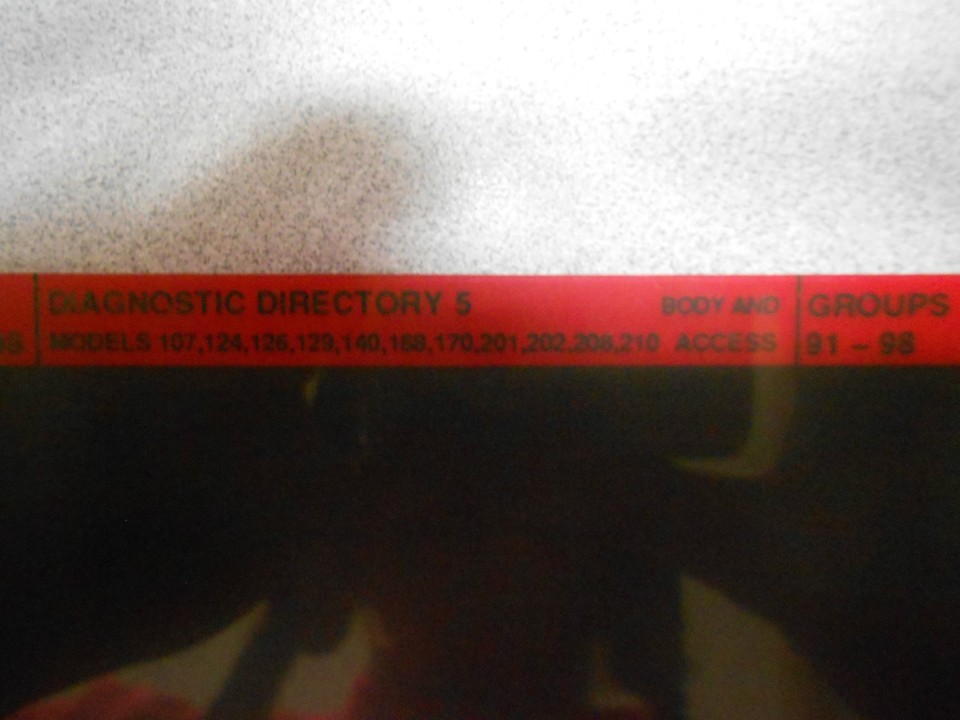 DIAGNOSTIC DIRECTORY 5 BODY AND GROUPS
MODELS 107,124,126,129,140,168,170,201,202,208,210 ACCESS 91 – 98